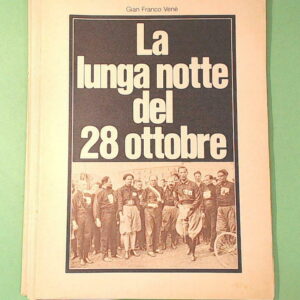 Gian Franco Venè
La
lunga notte
del
28 ottobre